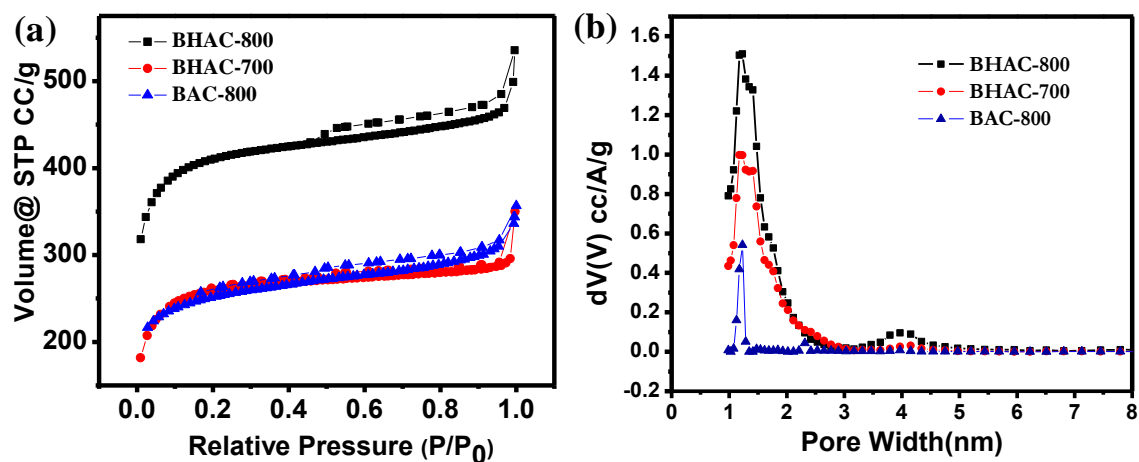 (a)
BHAC-800
BHAC-700
BAC-800
500
400
300
200
Volume@ STP CC/g
0.0 0.2 0.4 0.6 0.8 1.0
Relative Pressure (P/P0)
(b)
BHAC-800
BHAC-700
BAC-800
1.6
1.4
1.2
1.0
0.8
0.6
0.4
0.2
0.0
-0.2
dV(V) cc/A/g
0 1 2 3 4 5 6 7 8
Pore Width(nm)